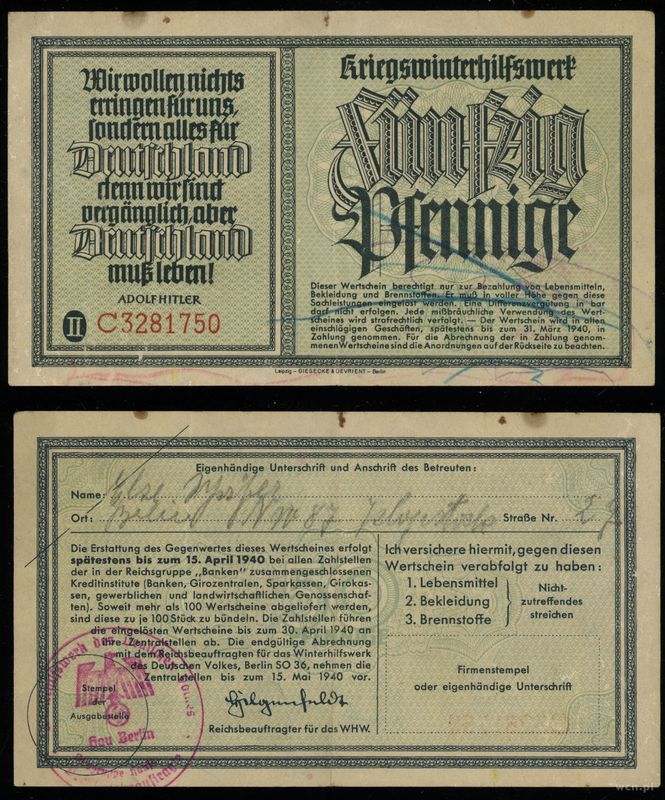 Wir wollen nichts
erringen für uns,
sondern alles für
Deutschland
denn wir sind
vergänglich aber
Deutschland
muß leben!
ADOLF HITLER
II C3281750
Kriegswinterhilfswerk
Fünfzig
Pfennige
Dieser Wertschein berechtigt nur zur Bezahlung von Lebensmitteln,
Bekleidung und Brennstoffen. Er muß in voller Höhe gegen diese
Sachleistungen eingelöst werden. Eine Differenzvergütung in bar
darf nicht erfolgen. Jede mißbräuchliche Verwendung des Wert-
scheines wird strafrechtlich verfolgt. — Der Wertschein wird in allen
einschlägigen Geschäften, spätestens bis zum 31. März 1940, in
Zahlung genommen. Für die Abrechnung der in Zahlung genom-
menen Wertscheine sind die Anordnungen auf der Rückseite zu beachten.
Leipzig – GIESECKE & DEVRIENT – Berlin
Eigenhändige Unterschrift und Anschrift des Betreuten:
Name: Else
Ort: Berlin NW 87 Straße Nr. 2
Die Erstattung des Gegenwertes dieses Wertscheines erfolgt
spätestens bis zum 15. April 1940 bei allen Zahlstellen
der in der Reichsgruppe „Banken” zusammengeschlossenen
Kreditinstitute (Banken, Girozentralen, Sparkassen, Girokas-
sen, gewerblichen und landwirtschaftlichen Genossenschaf-
ten). Soweit mehr als 100 Wertscheine abgeliefert werden,
sind diese zu je 100 Stück zu bündeln. Die Zahlstellen führen
die eingelösten Wertscheine bis zum 30. April 1940 an
ihre Zentralstellen ab. Die endgültige Abrechnung
mit dem Reichsbeauftragten für das Winterhilfswerk
des Deutschen Volkes, Berlin SO 36, nehmen die
Zentralstellen bis zum 15. Mai 1940 vor.
Stempel
der
Ausgabestelle
Gau Berlin
Hilgenfeldt
Reichsbeauftragter für das WHW.
Ich versichere hiermit, gegen diesen
Wertschein verabfolgt zu haben:
1. Lebensmittel
2. Bekleidung
3. Brennstoffe
Nicht-
zutreffendes
streichen
Firmenstempel
oder eigenhändige Unterschrift
wcn.pl